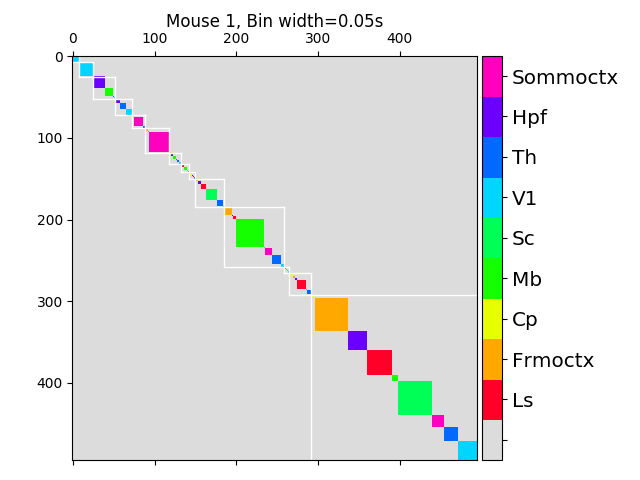 Mouse 1, Bin width=0.05s
0 100 200 300 400
0
100
200
300
400
Sommoctx
Hpf
Th
V1
Sc
Mb
Cp
Frmoctx
Ls